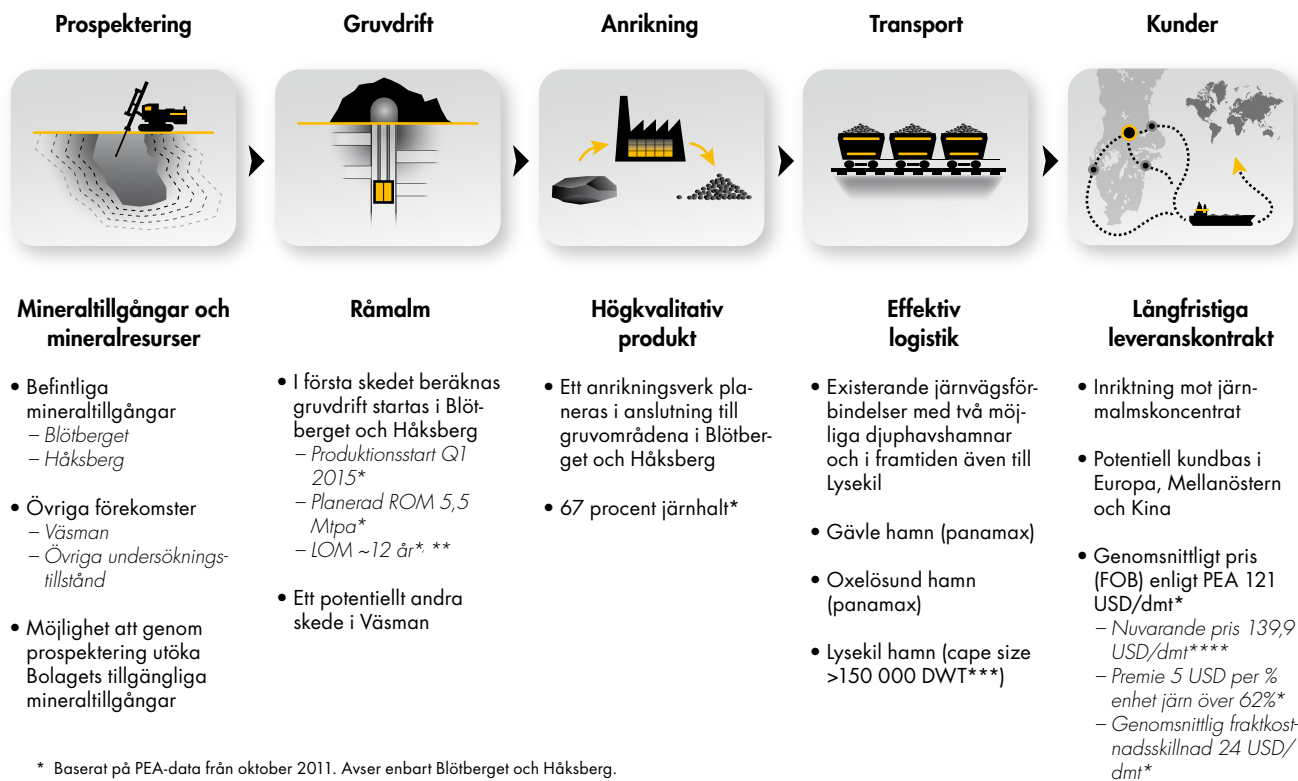 Prospektering
Gruvdrift
Anrikning
Transport
Kunder
Mineraltillgångar och
mineralresurser
• Befintliga
mineraltillgångar
– Blötberget
– Håksberg
• Övriga förekomster
– Väsman
– Övriga undersöknings-
tillstånd
• Möjlighet att genom
prospektering utöka
Bolagets tillgängliga
mineraltillgångar
Råmalm
• I första skedet beräknas
gruvdrift startas i Blöt-
berget och Håksberg
– Produktionsstart Q1
2015*
– Planerad ROM 5,5
Mtpa*
– LOM ~12 år*, **
• Ett potentiellt andra
skede i Väsman
Högkvalitativ
produkt
• Ett anrikningsverk pla-
neras i anslutning till
gruvområdena i Blötber-
get och Håksberg
• 67 procent järnhalt*
Effektiv
logistik
• Existerande järnvägsför-
bindelser med två möj-
liga djuphavshamnar
och i framtiden även till
Lysekil
• Gävle hamn (panamax)
• Oxelösund hamn
(panamax)
• Lysekil hamn (cape size
>150 000 DWT***)
Långfristiga
leveranskontrakt
• Inriktning mot järn-
malmskoncentrat
• Potentiell kundbas i
Europa, Mellanöstern
och Kina
• Genomsnittligt pris
(FOB) enligt PEA 121
USD/dmt*
– Nuvarande pris 139,9
USD/dmt****
– Premie 5 USD per %
enhet järn över 62%*
– Genomsnittlig fraktkost-
nadsskillnad 24 USD/
dmt*
* Baserat på PEA-data från oktober 2011. Avser enbart Blötberget och Håksberg.